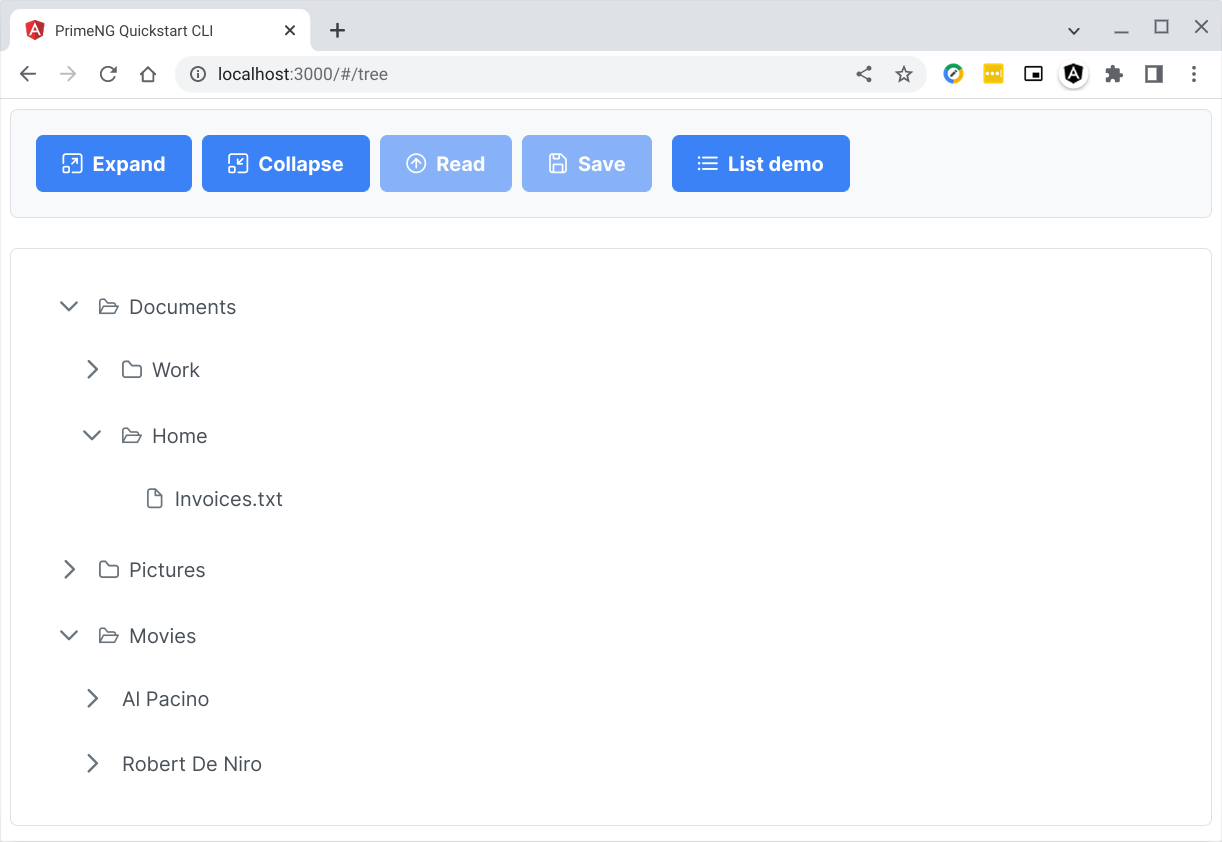 PrimeNG Quickstart CLI
localhost:3000/#/tree
Expand Collapse Read Save List demo
Documents
Work
Home
Invoices.txt
Pictures
Movies
Al Pacino
Robert De Niro